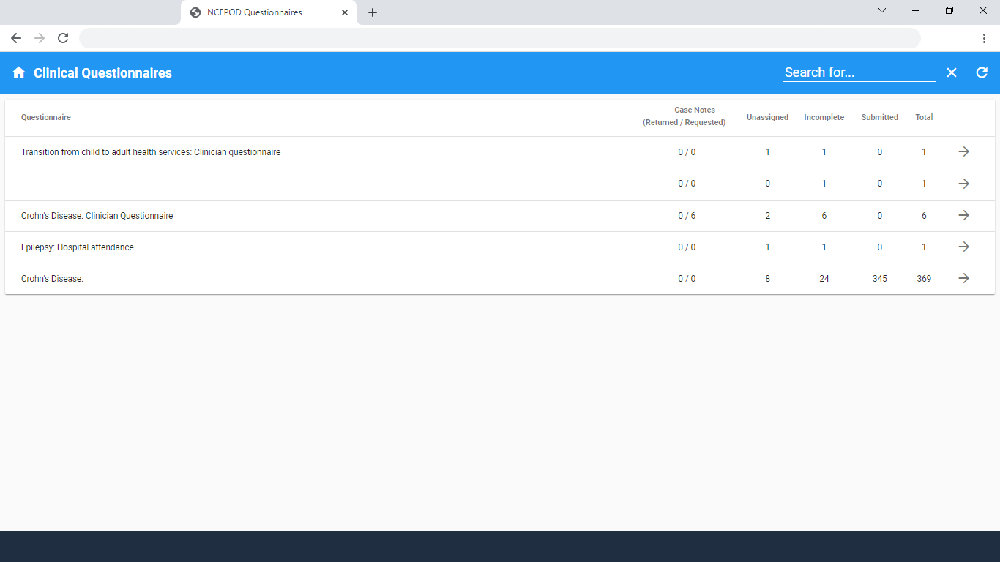 NCEPOD Questionnaires
Clinical Questionnaires
Search for...
Questionnaire
Case Notes
(Returned / Requested)
Unassigned
Incomplete
Submitted
Total
Transition from child to adult health services: Clinician questionnaire 0 / 0 1 1 0 1
0 / 0 0 1 0 1
Crohn's Disease: Clinician Questionnaire 0 / 6 2 6 0 6
Epilepsy: Hospital attendance 0 / 0 1 1 0 1
Crohn's Disease: 0 / 0 8 24 345 369